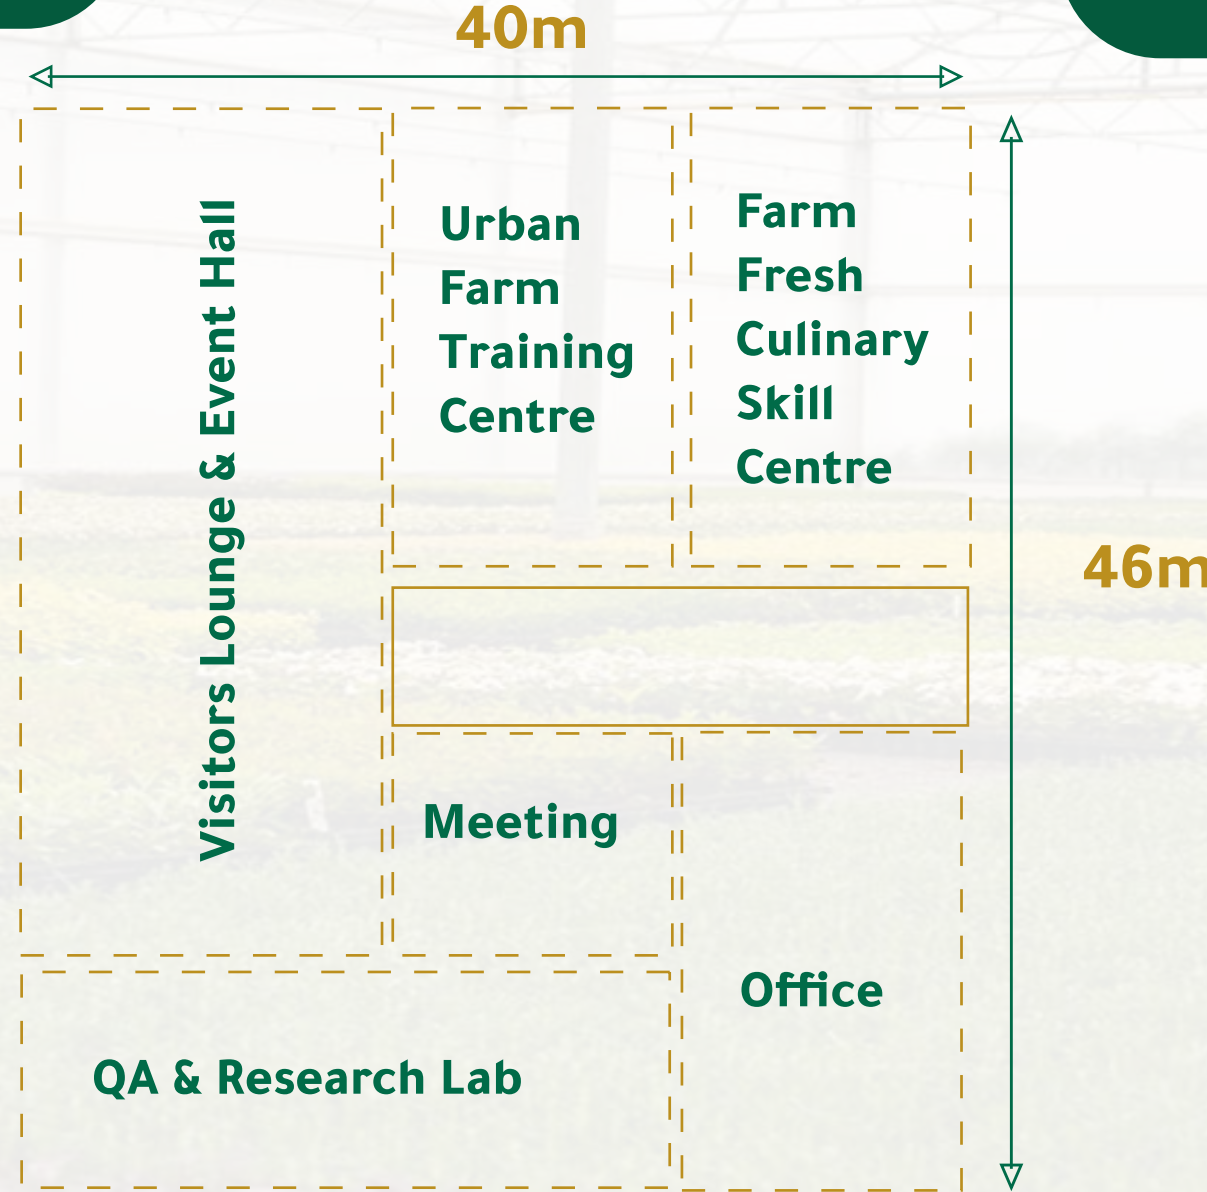 40m
Urban
Farm
Training
Centre
Farm
Fresh
Culinary
Skill
Centre
Visitors Lounge & Event Hall
46m
Meeting
Office
QA & Research Lab